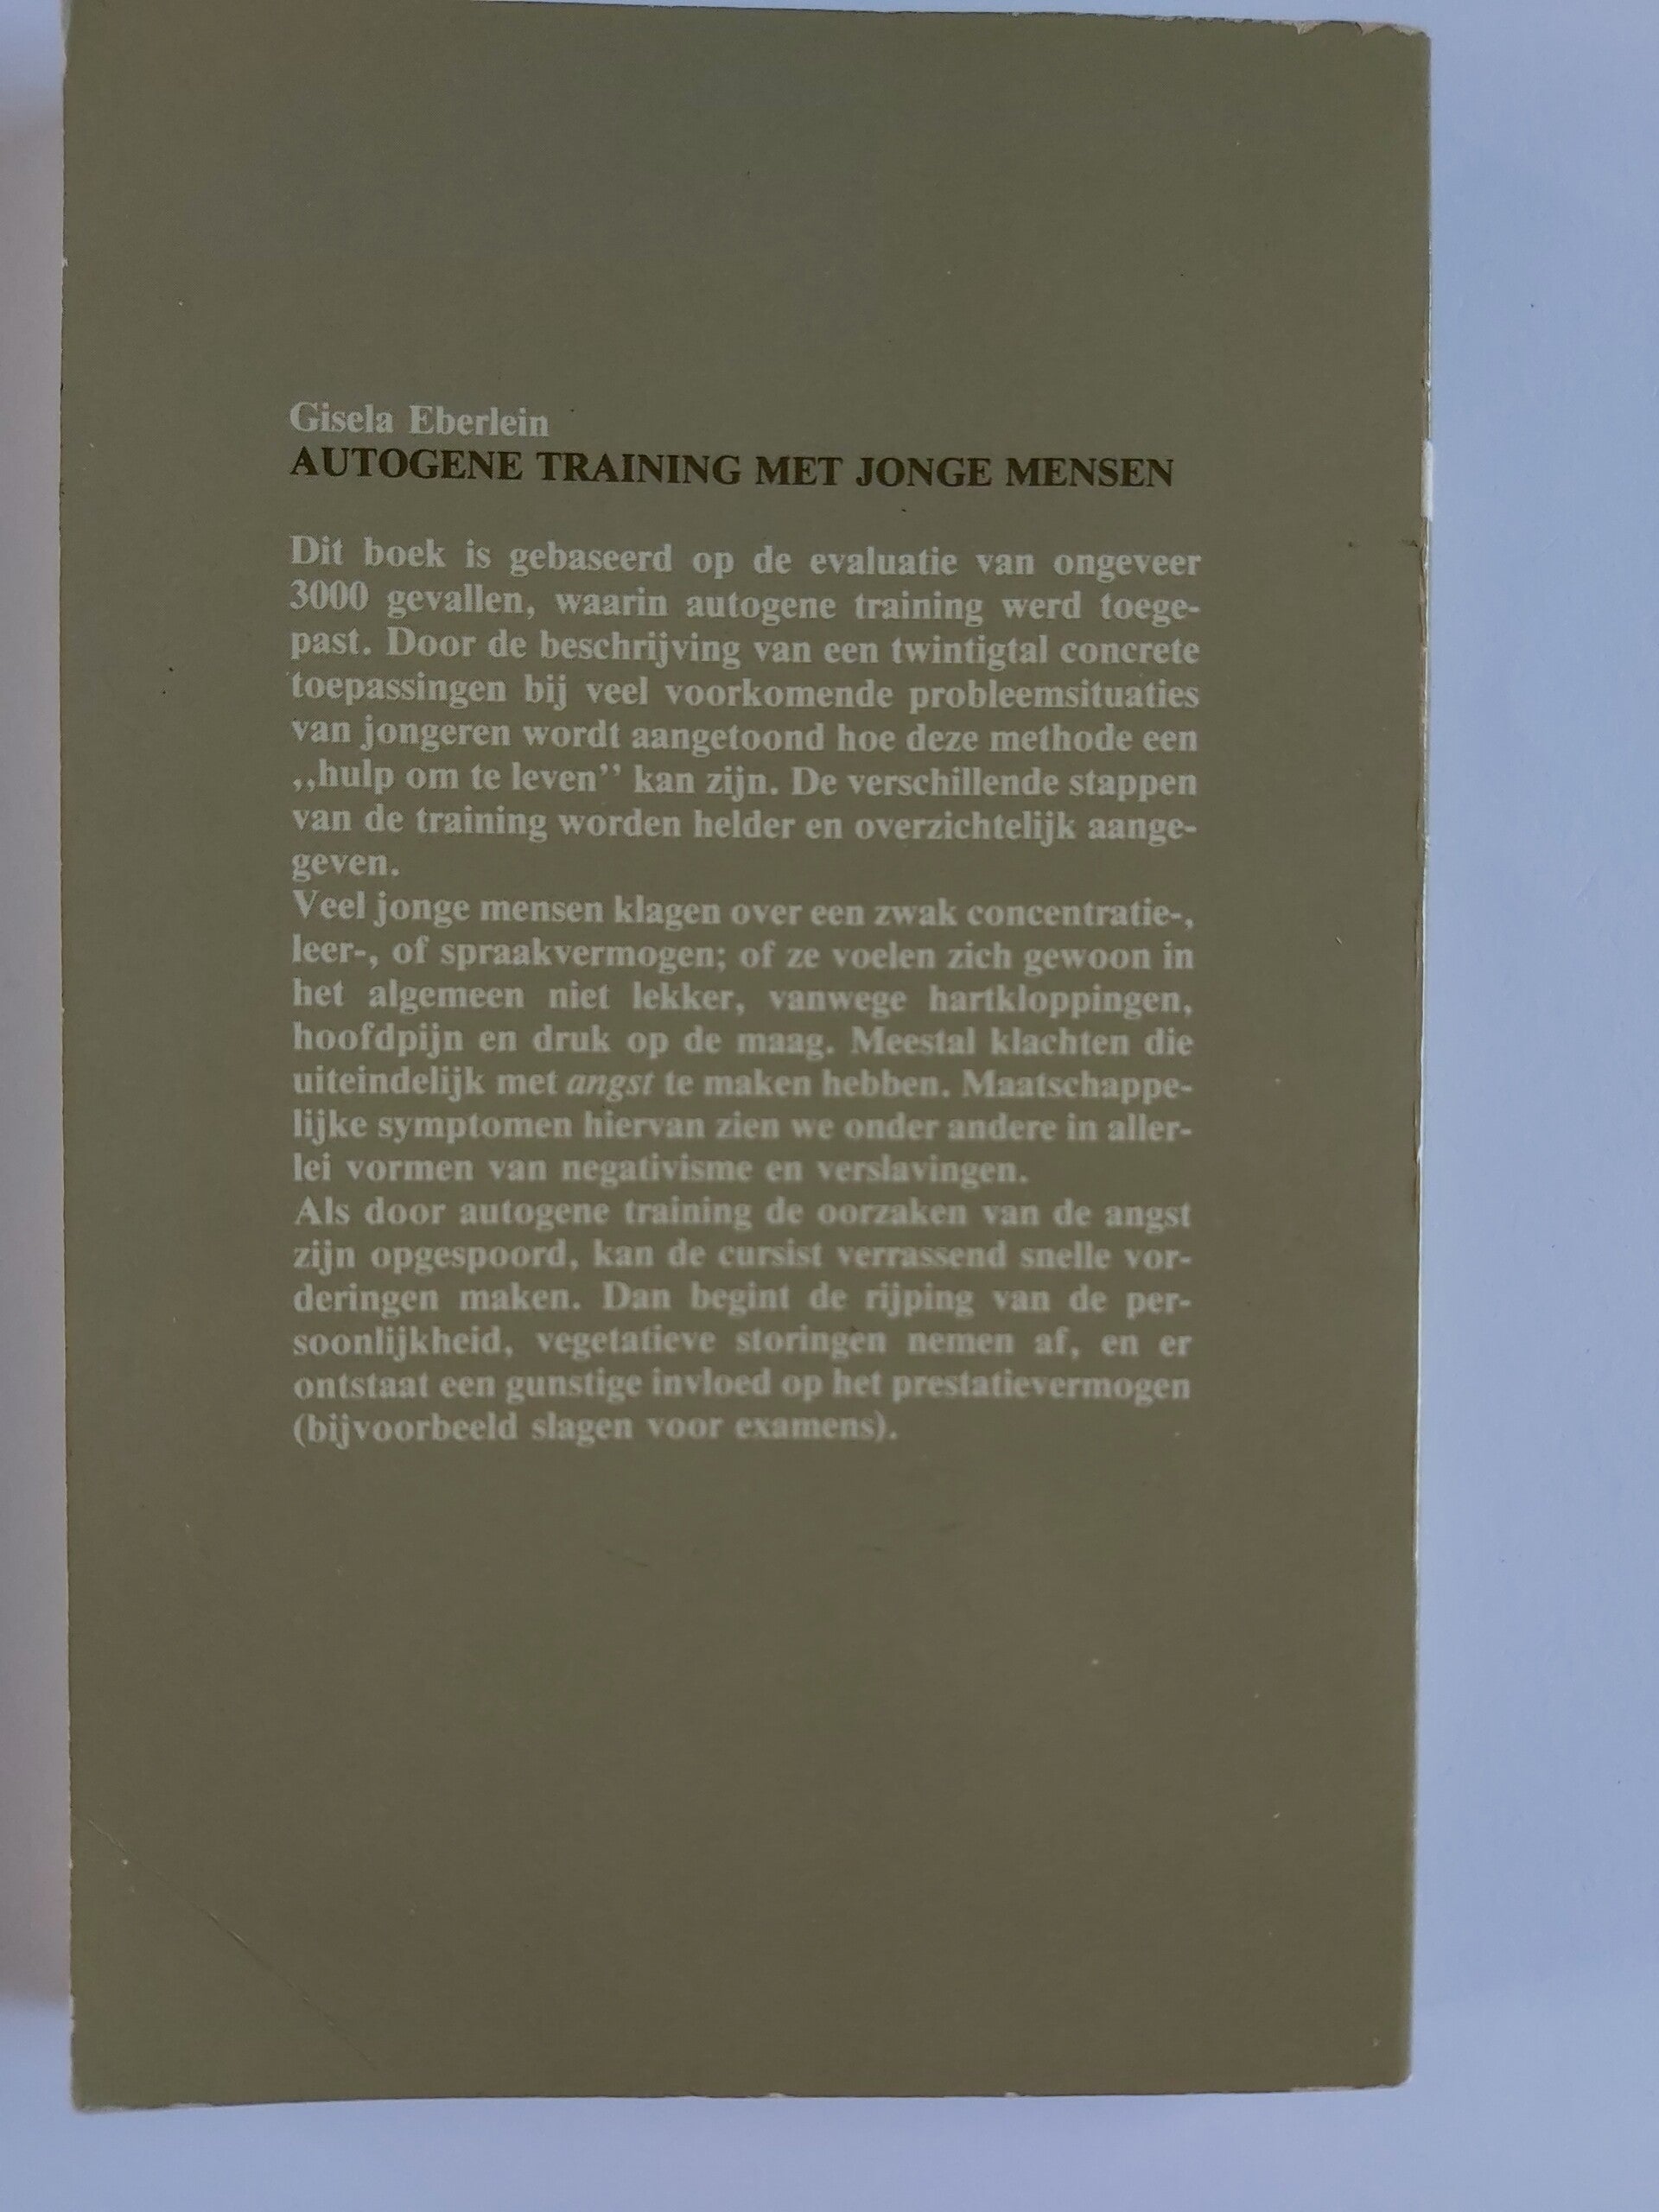 Gisela Eberlein
AUTOGENE TRAINING MET JONGE MENSEN
Dit boek is gebaseerd op de evaluatie van ongeveer
3000 gevallen, waarin autogene training werd toege-
past. Door de beschrijving van een twintigtal concrete
toepassingen bij veel voorkomende probleemsituaties
van jongeren wordt aangetoond hoe deze methode een
,,hulp om te leven’’ kan zijn. De verschillende stappen
van de training worden helder en overzichtelijk aange-
geven.
Veel jonge mensen klagen over een zwak concentratie-,
leer-, of spraakvermogen; of ze voelen zich gewoon in
het algemeen niet lekker, vanwege hartkloppingen,
hoofdpijn en druk op de maag. Meestal klachten die
uiteindelijk met angst te maken hebben. Maatschappe-
lijke symptomen hiervan zien we onder andere in aller-
lei vormen van negativisme en verslavingen.
Als door autogene training de oorzaken van de angst
zijn opgespoord, kan de cursist verrassend snelle vor-
deringen maken. Dan begint de rijping van de per-
soonlijkheid, vegetatieve storingen nemen af, en er
ontstaat een gunstige invloed op het prestatievermogen
(bijvoorbeeld slagen voor examens).